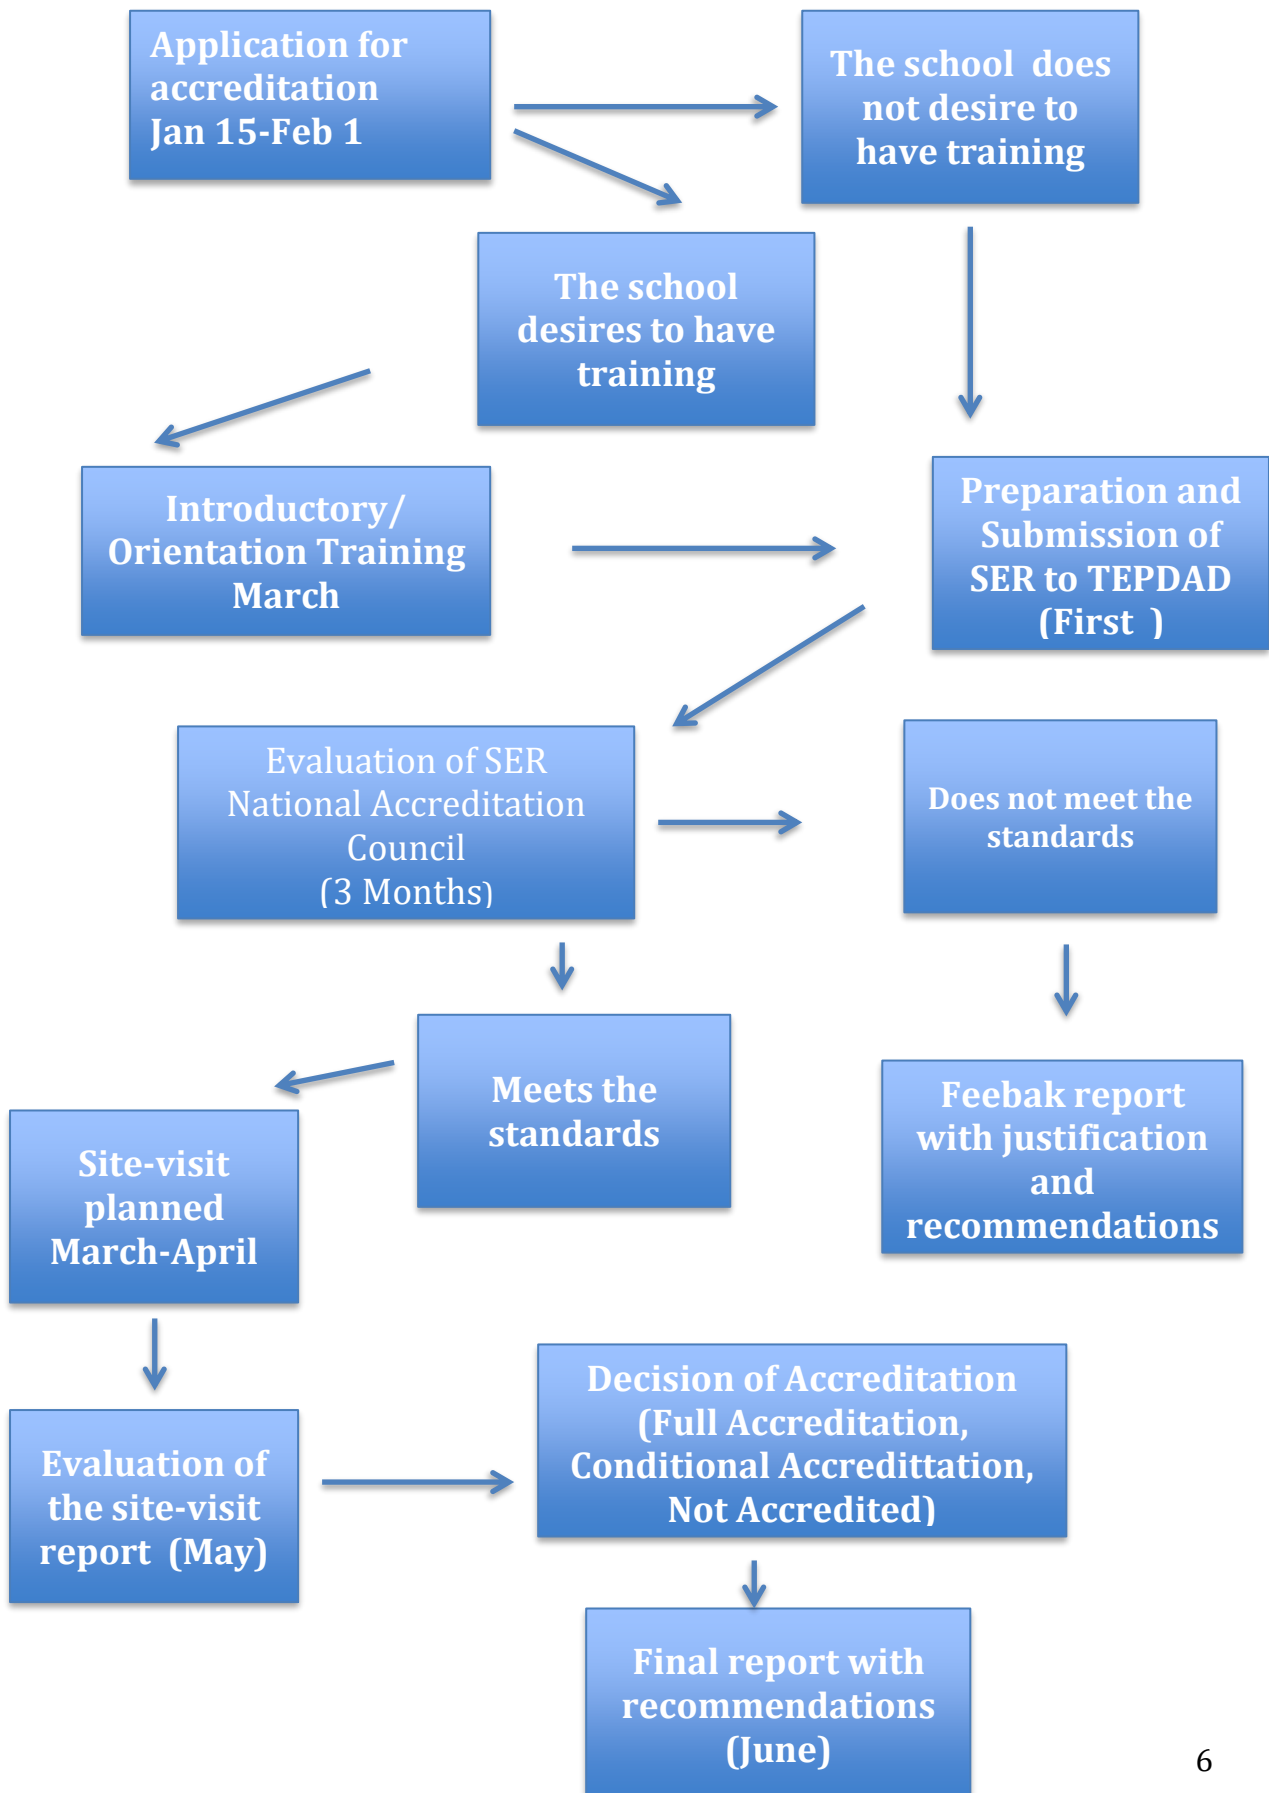 Application for
accreditation
Jan 15-Feb 1
The school does
not desire to
have training
The school
desires to have
training
Introductory/
Orientation Training
March
Preparation and
Submission of
SER to TEPDAD
(First )
Evaluation of SER
National Accreditation
Council
(3 Months)
Does not meet the
standards
Meets the
standards
Feebak report
with justification
and
recommendations
Site-visit
planned
March-April
Evaluation of
the site-visit
report (May)
Decision of Accreditation
(Full Accreditation,
Conditional Accredittation,
Not Accredited)
Final report with
recommendations
(June)
6